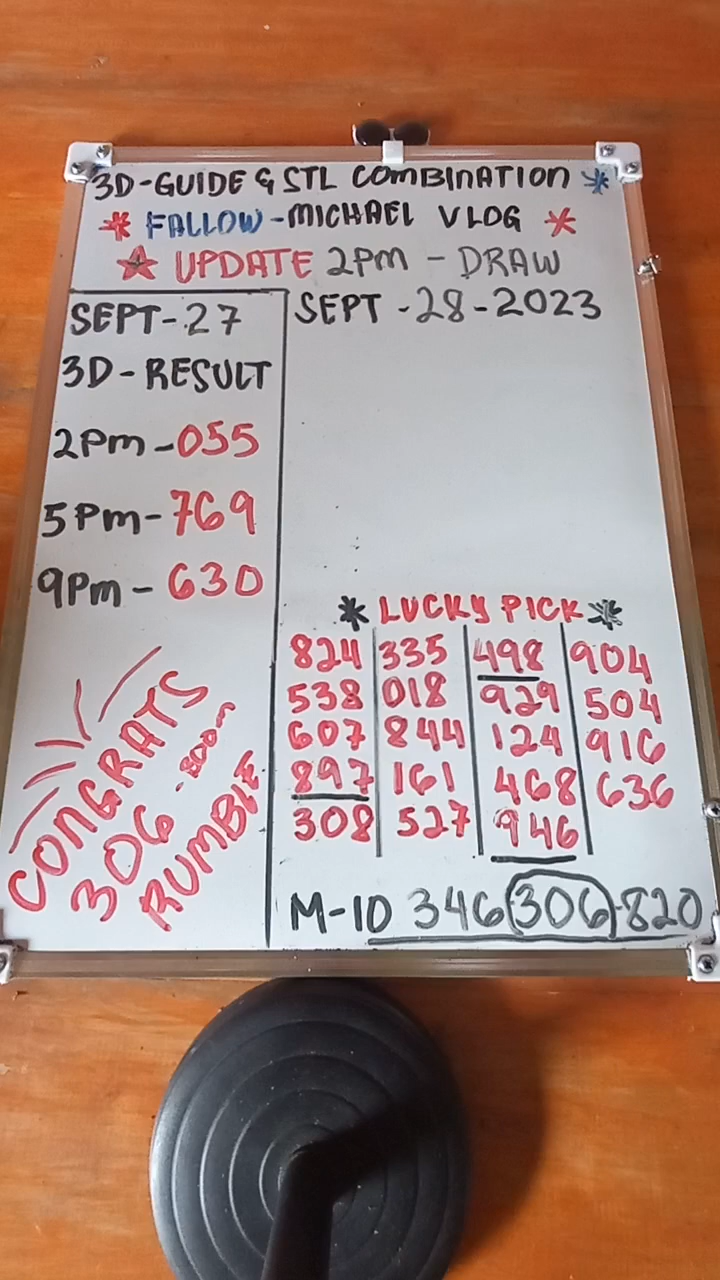 3D-GUIDE & STL COMBINATION *
* FALLOW-MICHAEL VLOG *
★ UPDATE 2Pm - DRAW
SEPT-27
3D-RESULT
2Pm-055
5Pm-769
9Pm-630
CONGRATS
306
RUMBLE
SEPT-28-2023
* LUCKY PICK *
824 335 498 904
538 018 929 504
607 844 124 916
897 161 468 636
308 527 946
M-10 346 306-820